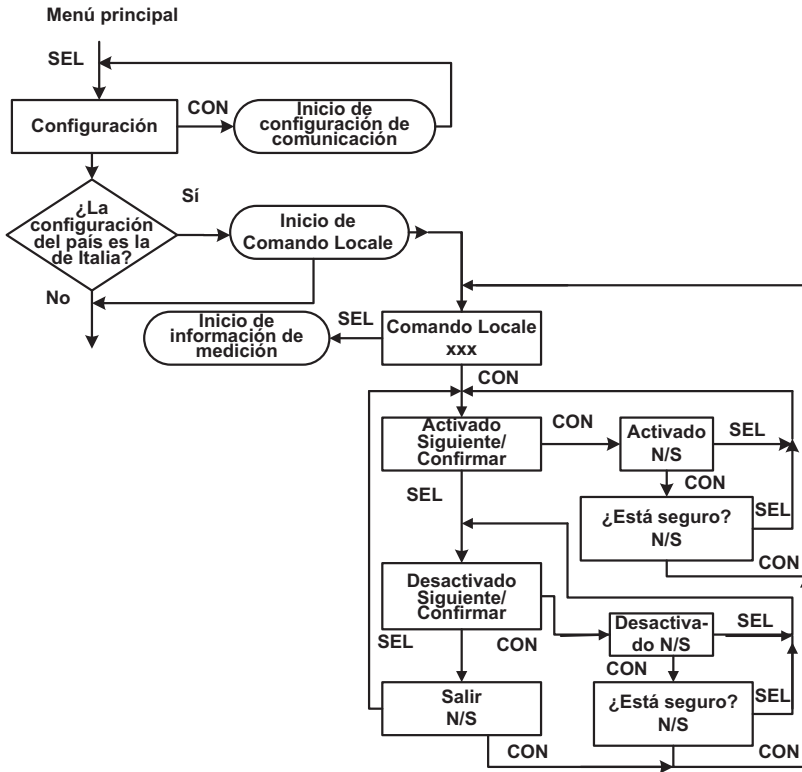 Menú principal
SEL
Configuración
CON
Inicio de
configuración de
comunicación
¿La
configuración
del país es la
de Italia?
Sí
No
Inicio de
Comando Locale
Inicio de
información de
medición
SEL
Comando Locale
xxx
CON
Activado
Siguiente/
Confirmar
CON
Activado
N/S
SEL
CON
SEL
¿Está seguro?
N/S
SEL
CON
Desactivado
Siguiente/
Confirmar
SEL
CON
Desactiva-
do N/S
SEL
CON
Salir
N/S
¿Está seguro?
N/S
SEL
CON
CON